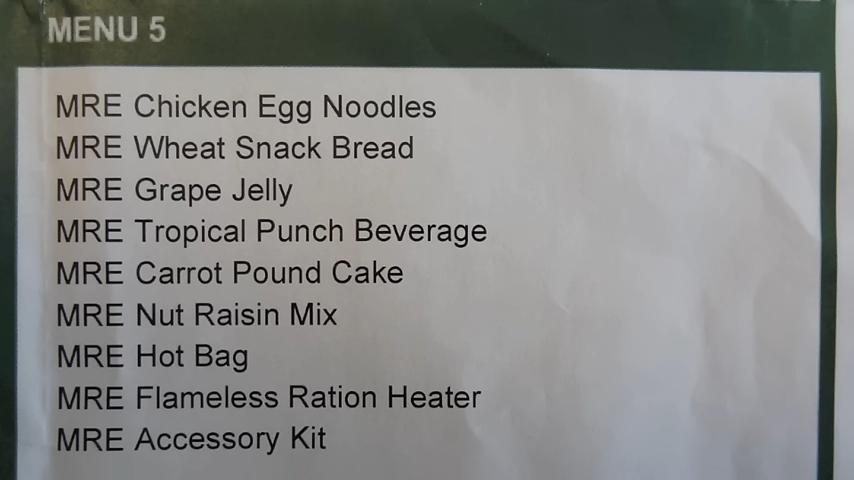 MENU 5
MRE Chicken Egg Noodles
MRE Wheat Snack Bread
MRE Grape Jelly
MRE Tropical Punch Beverage
MRE Carrot Pound Cake
MRE Nut Raisin Mix
MRE Hot Bag
MRE Flameless Ration Heater
MRE Accessory Kit